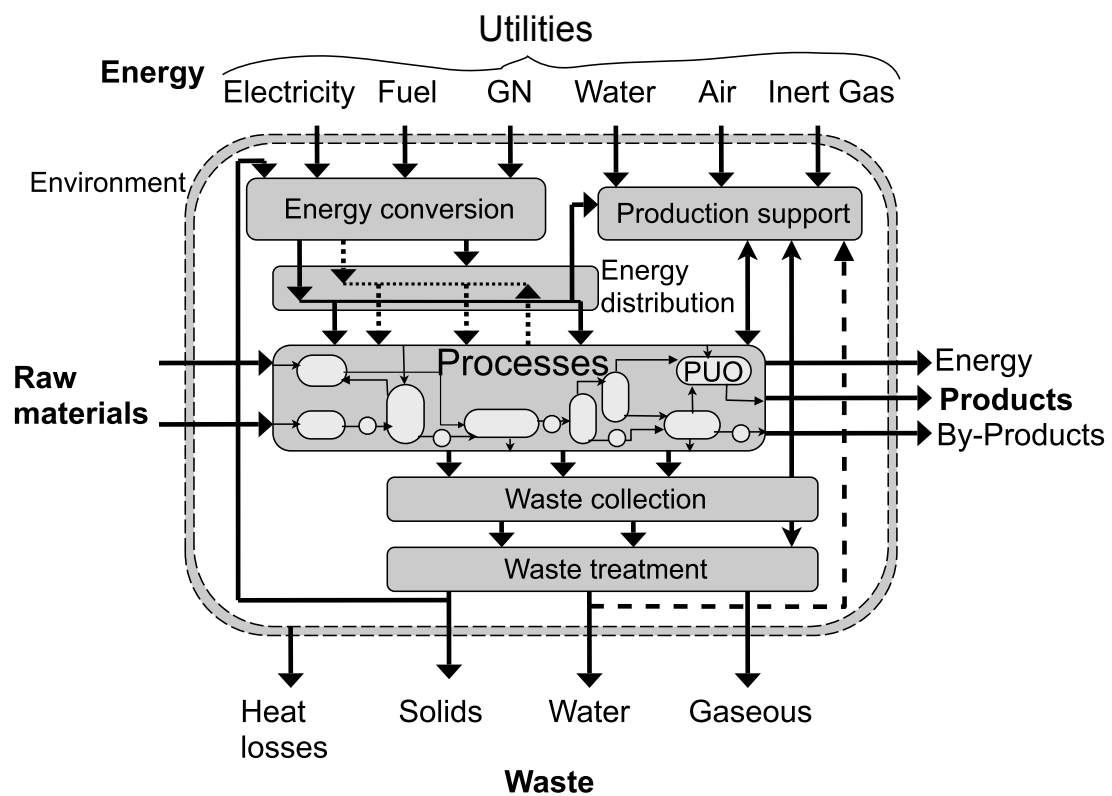 Utilities
Energy
Electricity Fuel GN Water Air Inert Gas
Environment
Energy conversion
Production support
Energy
distribution
Processes
PUO
Raw
materials
Energy
Products
By-Products
Waste collection
Waste treatment
Heat
losses
Solids
Water
Gaseous
Waste